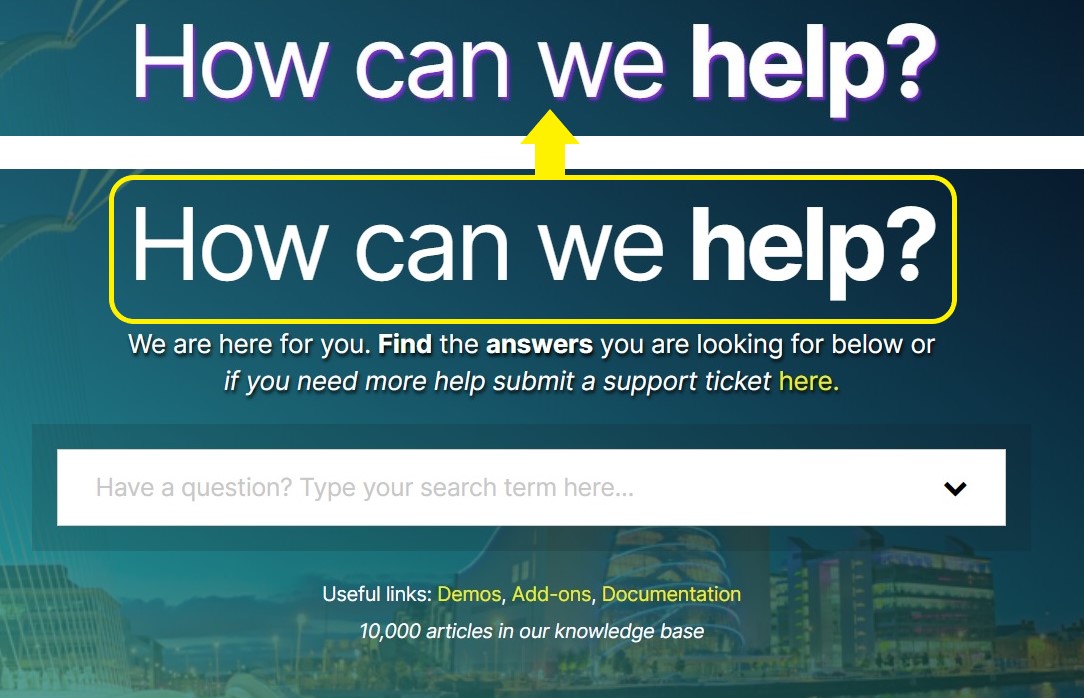 How can we help?
How can we help?
We are here for you. Find the answers you are looking for below or
if you need more help submit a support ticket here.
Have a question? Type your search term here...
Useful links: Demos, Add-ons, Documentation
10,000 articles in our knowledge base